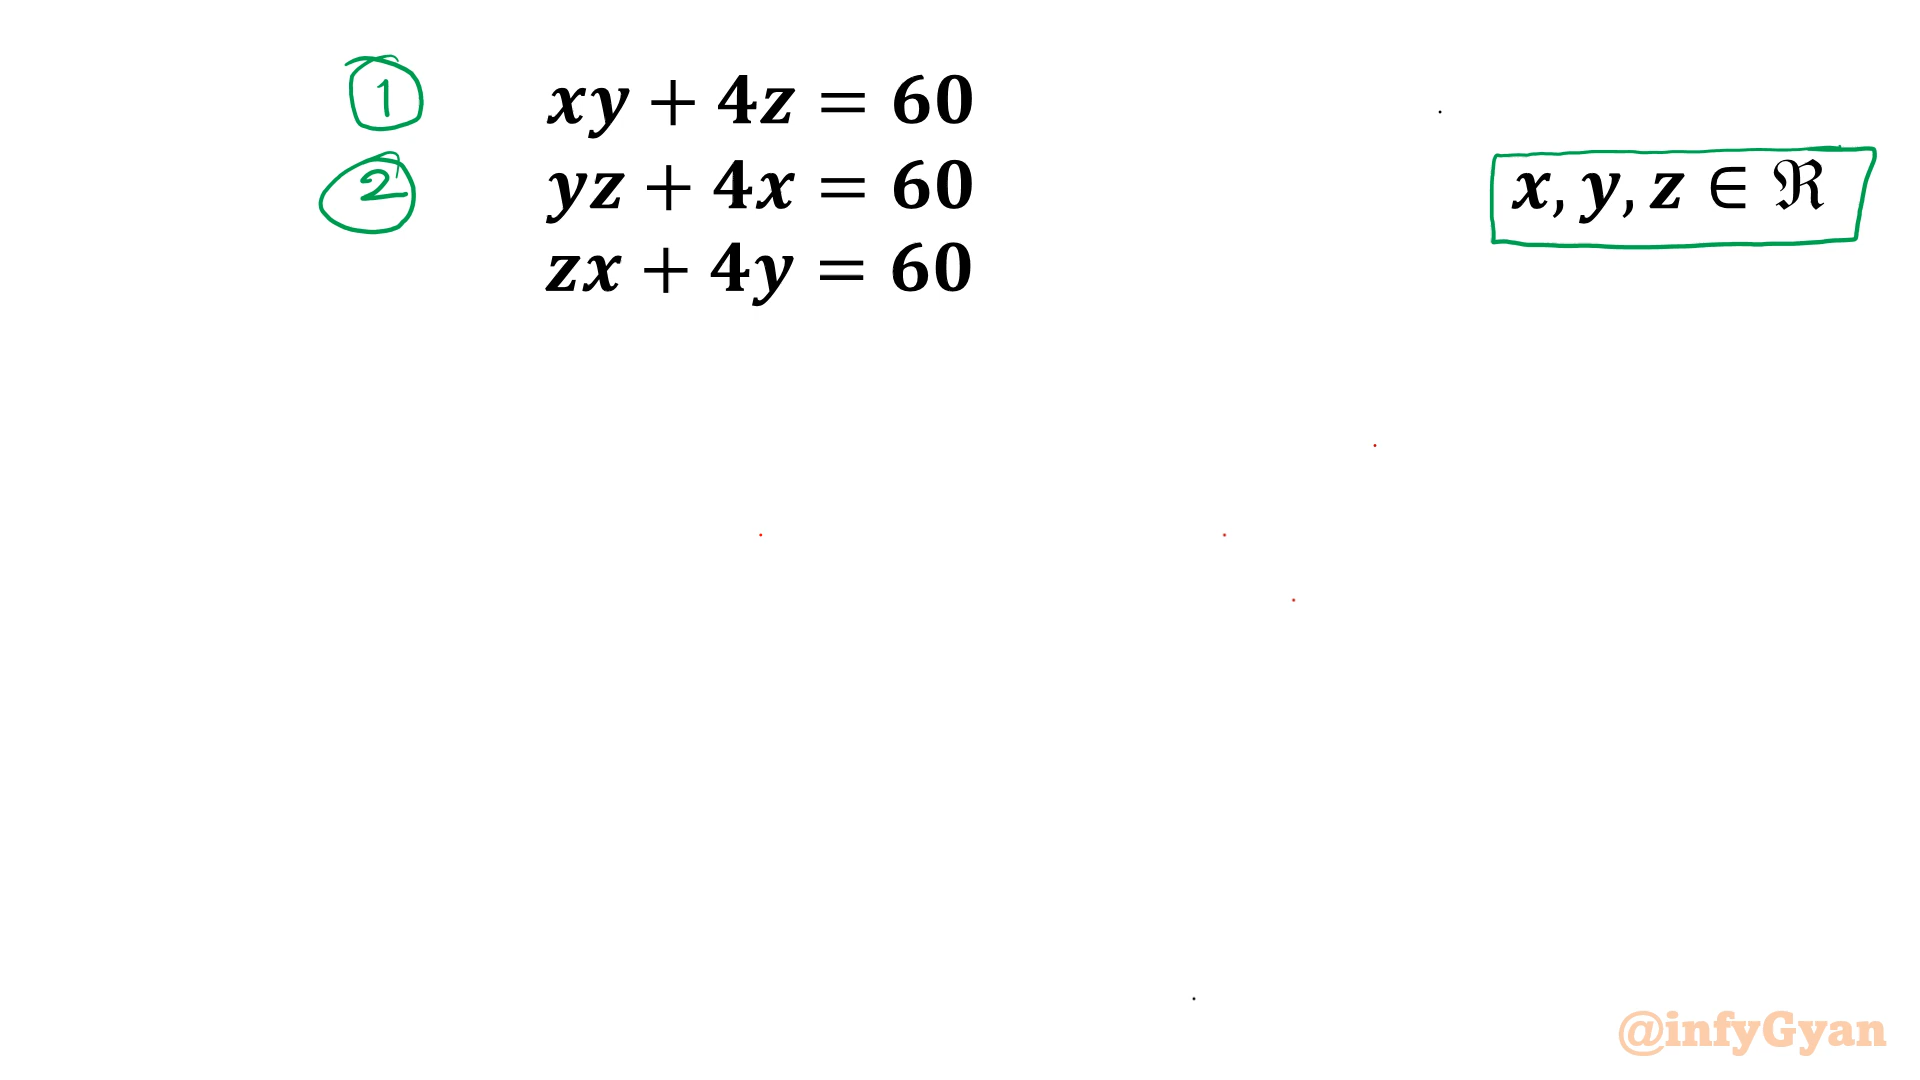 1 xy + 4z = 60
2 yz + 4x = 60
x, y, z ∈ ℜ
zx + 4y = 60
@infyGyan